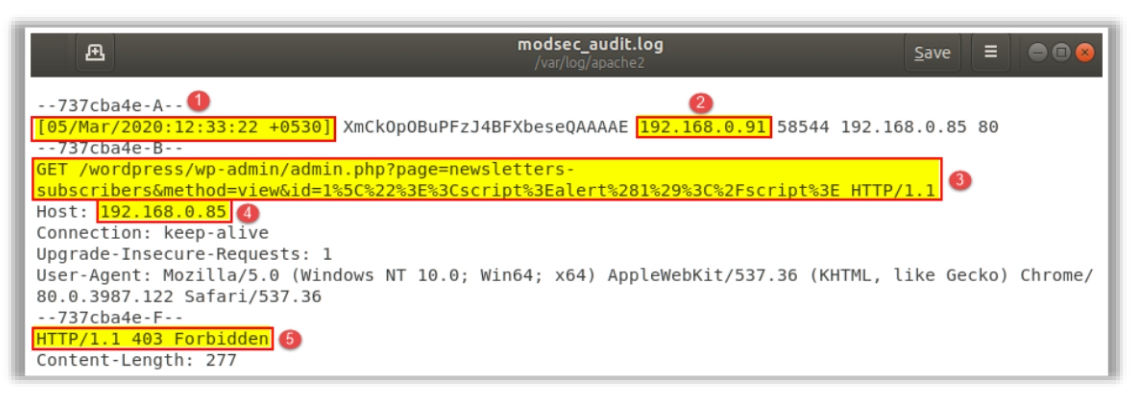 modsec_audit.log
/var/log/apache2
Save
--737cba4e-A-- 1
2
[05/Mar/2020:12:33:22 +0530] XmCkOpOBuPFzJ4BFXbeseQAAAAE 192.168.0.91 58544 192.168.0.85 80
--737cba4e-B--
GET /wordpress/wp-admin/admin.php?page=newsletters-
subscribers&method=view&id=1%5C%22%3E%3Cscript%3Ealert%281%29%3C%2Fscript%3E HTTP/1.1 3
Host: 192.168.0.85 4
Connection: keep-alive
Upgrade-Insecure-Requests: 1
User-Agent: Mozilla/5.0 (Windows NT 10.0; Win64; x64) AppleWebKit/537.36 (KHTML, like Gecko) Chrome/
80.0.3987.122 Safari/537.36
--737cba4e-F--
HTTP/1.1 403 Forbidden 5
Content-Length: 277